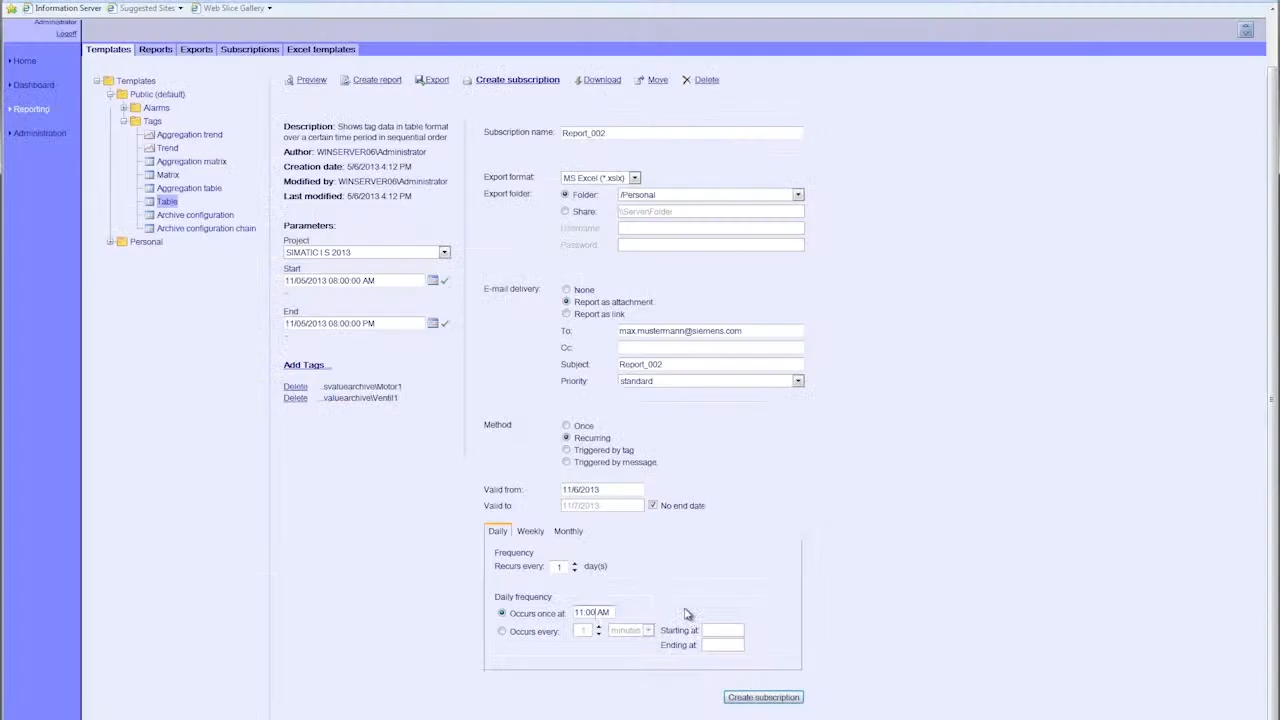 Information Server Suggested Sites Web Slice Gallery
Administrator
Logoff
Templates Reports Exports Subscriptions Excel templates
Home
Dashboard
Reporting
Administration
Templates
Public (default)
Alarms
Tags
Aggregation trend
Trend
Aggregation matrix
Matrix
Aggregation table
Table
Archive configuration
Archive configuration chain
Personal
Preview Create report Export Create subscription Download Move Delete
Description: Shows tag data in table format
over a certain time period in sequential order
Author: WINSERVER06\Administrator
Creation date: 5/6/2013 4:12 PM
Modified by: WINSERVER06\Administrator
Last modified: 5/6/2013 4:12 PM
Parameters:
Project
SIMATIC I S 2013
Start
11/05/2013 08:00:00 AM
End
11/05/2013 08:00:00 PM
Add Tags...
Delete ...svaluearchive\Motor1
Delete ...valuearchive\Ventil1
Subscription name: Report_002
Export format: MS Excel (*.xslx)
Export folder: Folder: /Personal
Share: \\Server\Folder
Username:
Password:
E-mail delivery: None
Report as attachment
Report as link
To: max.mustermann@siemens.com
Cc:
Subject: Report_002
Priority: standard
Method: Once
Recurring
Triggered by tag
Triggered by message
Valid from: 11/6/2013
Valid to: 11/7/2013 No end date
Daily Weekly Monthly
Frequency
Recurs every: 1 day(s)
Daily frequency
Occurs once at: 11:00 AM
Occurs every: 1 minutes Starting at:
Ending at:
Create subscription